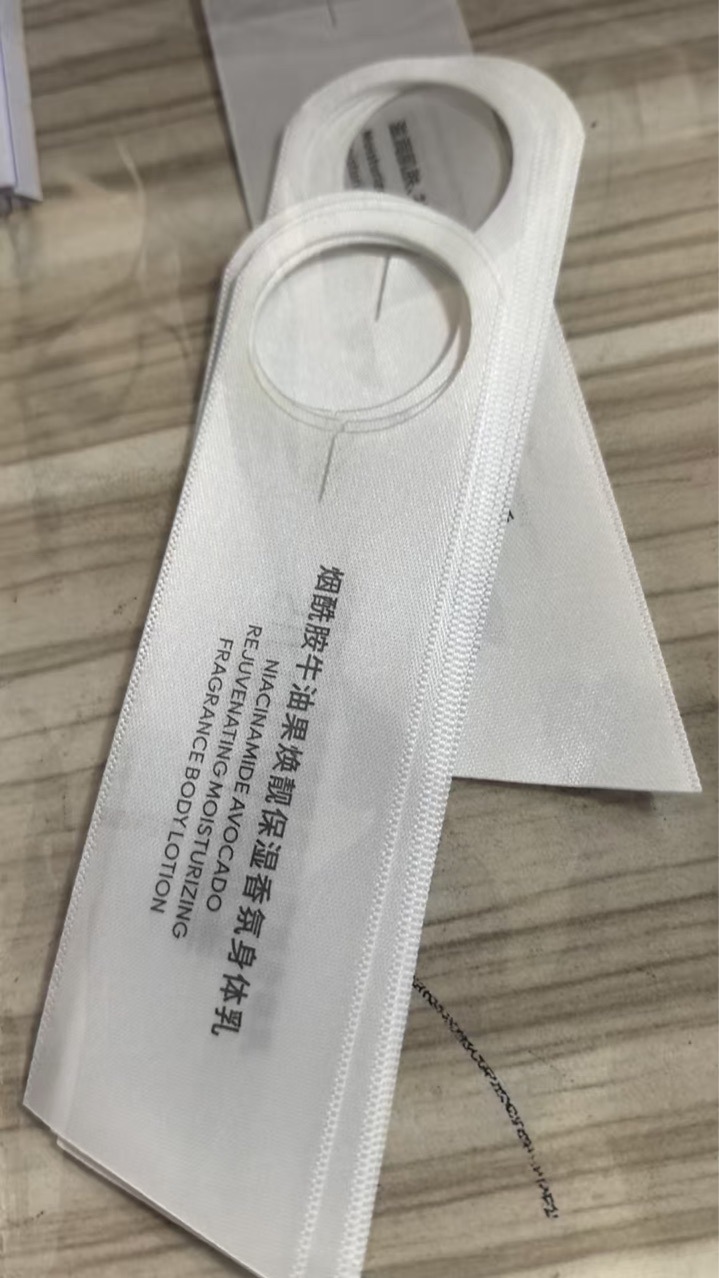 烟酰胺牛油果焕靓保湿香氛身体乳
NIACINAMIDE AVOCADO
REJUVENATING MOISTURIZING
FRAGRANCE BODY LOTION